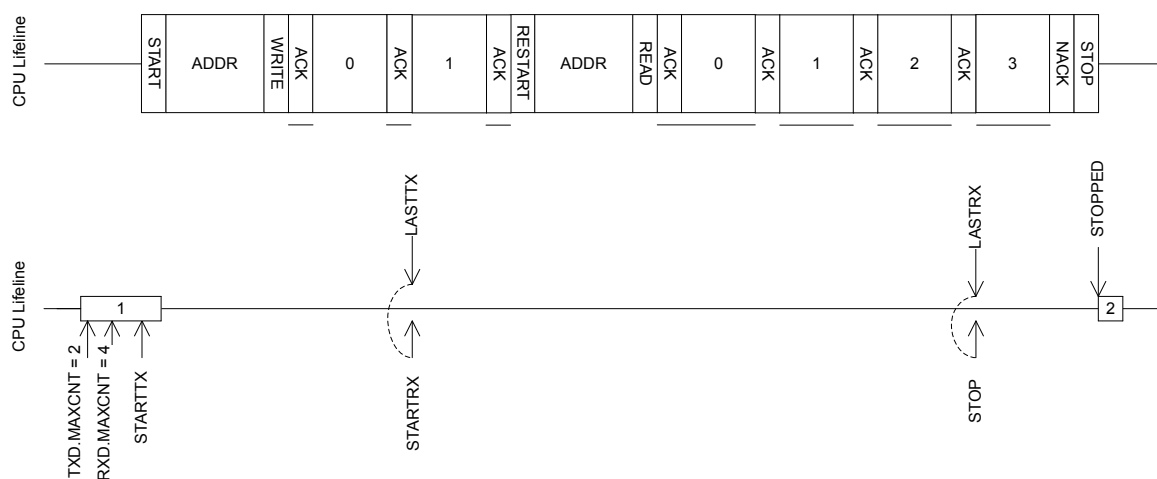 CPU Lifeline
START
ADDR
WRITE
ACK
0
ACK
1
ACK
RESTART
ADDR
READ
ACK
0
ACK
1
ACK
2
ACK
3
NACK
STOP
LASTTX
LASTRX
STOPPED
CPU Lifeline
1
2
TXD.MAXCNT = 2
RXD.MAXCNT = 4
STARTTX
STARTRX
STOP